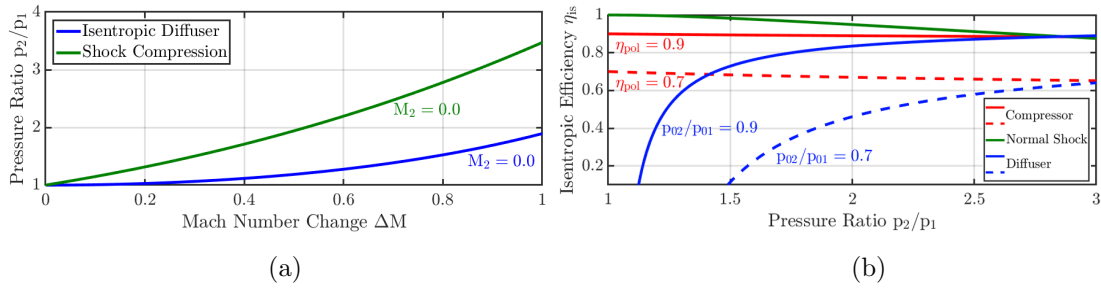 Pressure Ratio p₂/p₁
4
3
2
1
Isentropic Diffuser
Shock Compression
M₂ = 0.0
M₂ = 0.0
0
0.2
0.4
0.6
0.8
1
Mach Number Change ΔM
(a)
Isentropic Efficiency ηis
1
0.8
0.6
0.4
0.2
ηpol = 0.9
ηpol = 0.7
p₀₂/p₀₁ = 0.9
p₀₂/p₀₁ = 0.7
Compressor
Normal Shock
Diffuser
1
1.5
2
2.5
3
Pressure Ratio p₂/p₁
(b)